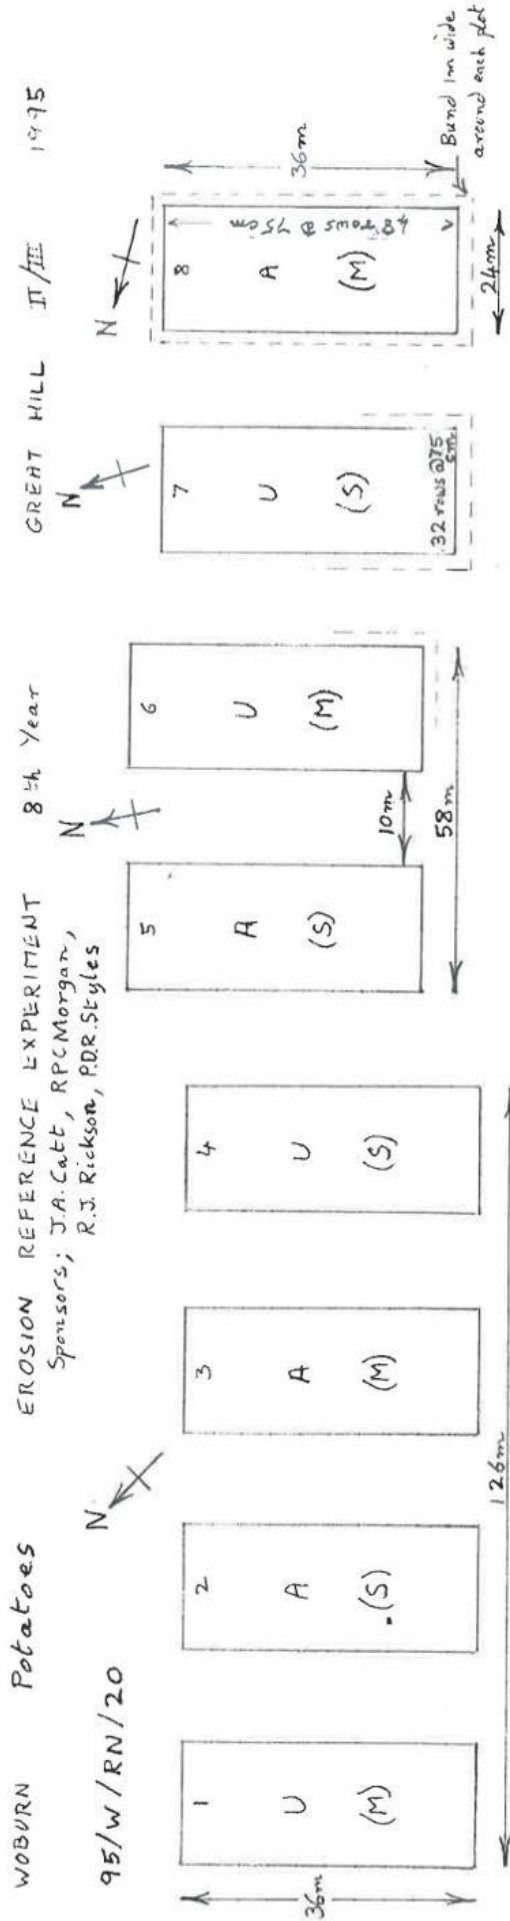 WOBURN Potatoes EROSION REFERENCE EXPERIMENT 8th Year GREAT HILL II/III 1995
Sponsors; J.A. Catt, RPC Morgan,
R.J. Rickson, P.D.R. Styles
95/W/RN/20
N
N
N
N
36m
1
U
(M)
2
A
(S)
3
A
(M)
4
U
(S)
126m
5
A
(S)
6
U
(M)
10m
58m
7
U
(S)
32 rows @ 75
cm
8
A
(M)
48 rows @ 75 cm
36m
24m
Bund 1m wide
around each plot